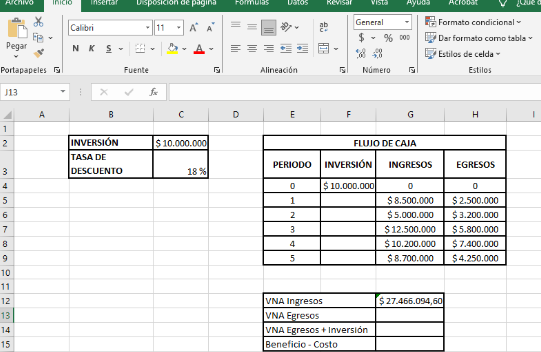 Archivo Inicio Insertar Disposición de página Fórmulas Datos Revisar Vista Ayuda Acrobat
Pegar
Calibri 11 A A
N K S A
ab
General
$ % 000
Formato condicional
Dar formato como tabla
Estilos de celda
Portapapeles Fuente Alineación Número Estilos
J13 fx
A B C D E F G H I
1
2 INVERSIÓN $ 10.000.000 FLUJO DE CAJA
3 TASA DE DESCUENTO 18 % PERIODO INVERSIÓN INGRESOS EGRESOS
4 0 $ 10.000.000 0 0
5 1 $ 8.500.000 $ 2.500.000
6 2 $ 5.000.000 $ 3.200.000
7 3 $ 12.500.000 $ 5.800.000
8 4 $ 10.200.000 $ 7.400.000
9 5 $ 8.700.000 $ 4.250.000
10
11
12 VNA Ingresos $ 27.466.094,60
13 VNA Egresos
14 VNA Egresos + Inversión
15 Beneficio - Costo